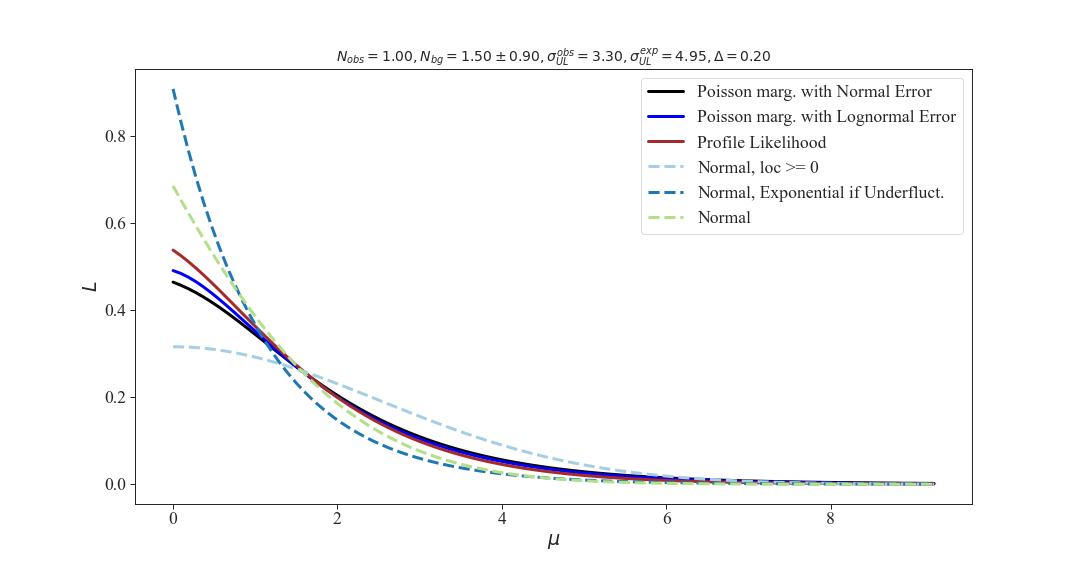 N_{obs} = 1.00, N_{bg} = 1.50 ± 0.90, σ_{UL}^{obs} = 3.30, σ_{UL}^{exp} = 4.95, Δ = 0.20
Poisson marg. with Normal Error
Poisson marg. with Lognormal Error
Profile Likelihood
Normal, loc >= 0
Normal, Exponential if Underfluct.
Normal
0.8
0.6
0.4
0.2
0.0
L
0 2 4 6 8
μ